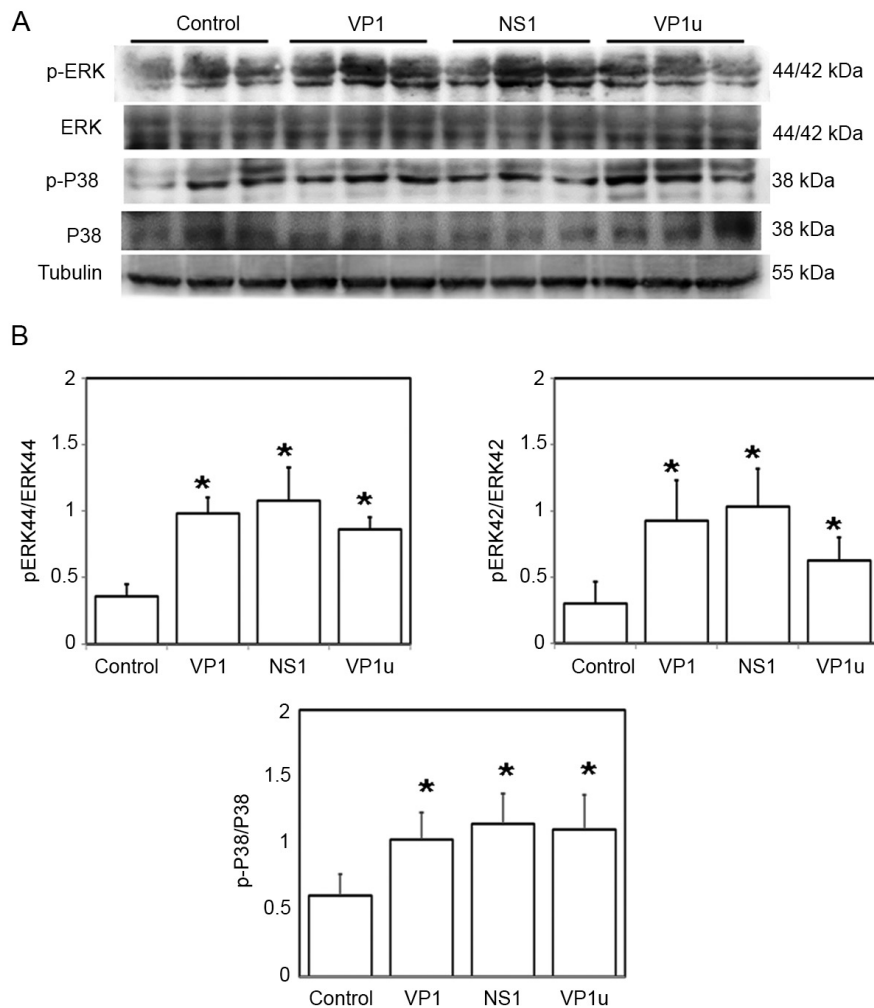 A
Control VP1 NS1 VP1u
p-ERK 44/42 kDa
ERK 44/42 kDa
p-P38 38 kDa
P38 38 kDa
Tubulin 55 kDa
B
pERK44/ERK44
2
1.5
1
0.5
0
* * *
Control VP1 NS1 VP1u
pERK42/ERK42
2
1.5
1
0.5
0
* * *
Control VP1 NS1 VP1u
p-P38/P38
2
1.5
1
0.5
0
* * *
Control VP1 NS1 VP1u